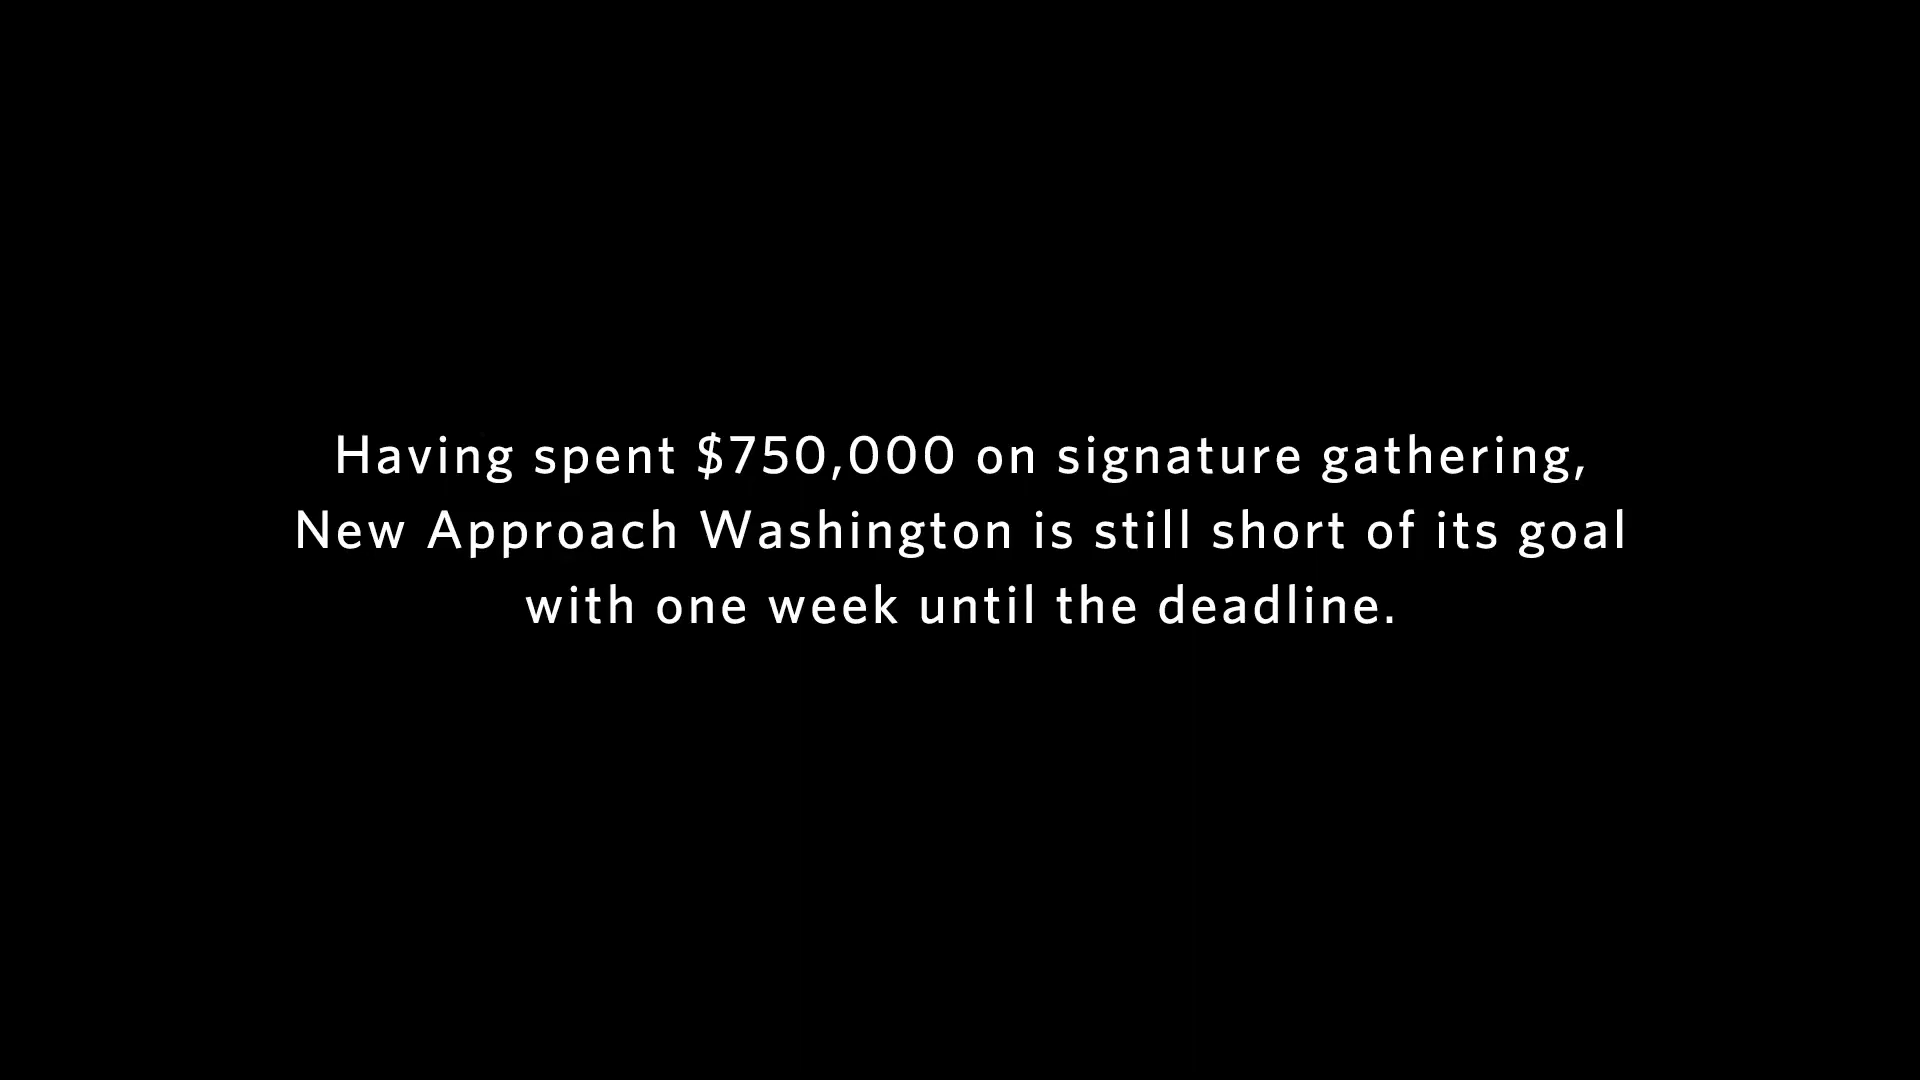 Having spent $750,000 on signature gathering,
New Approach Washington is still short of its goal
with one week until the deadline.